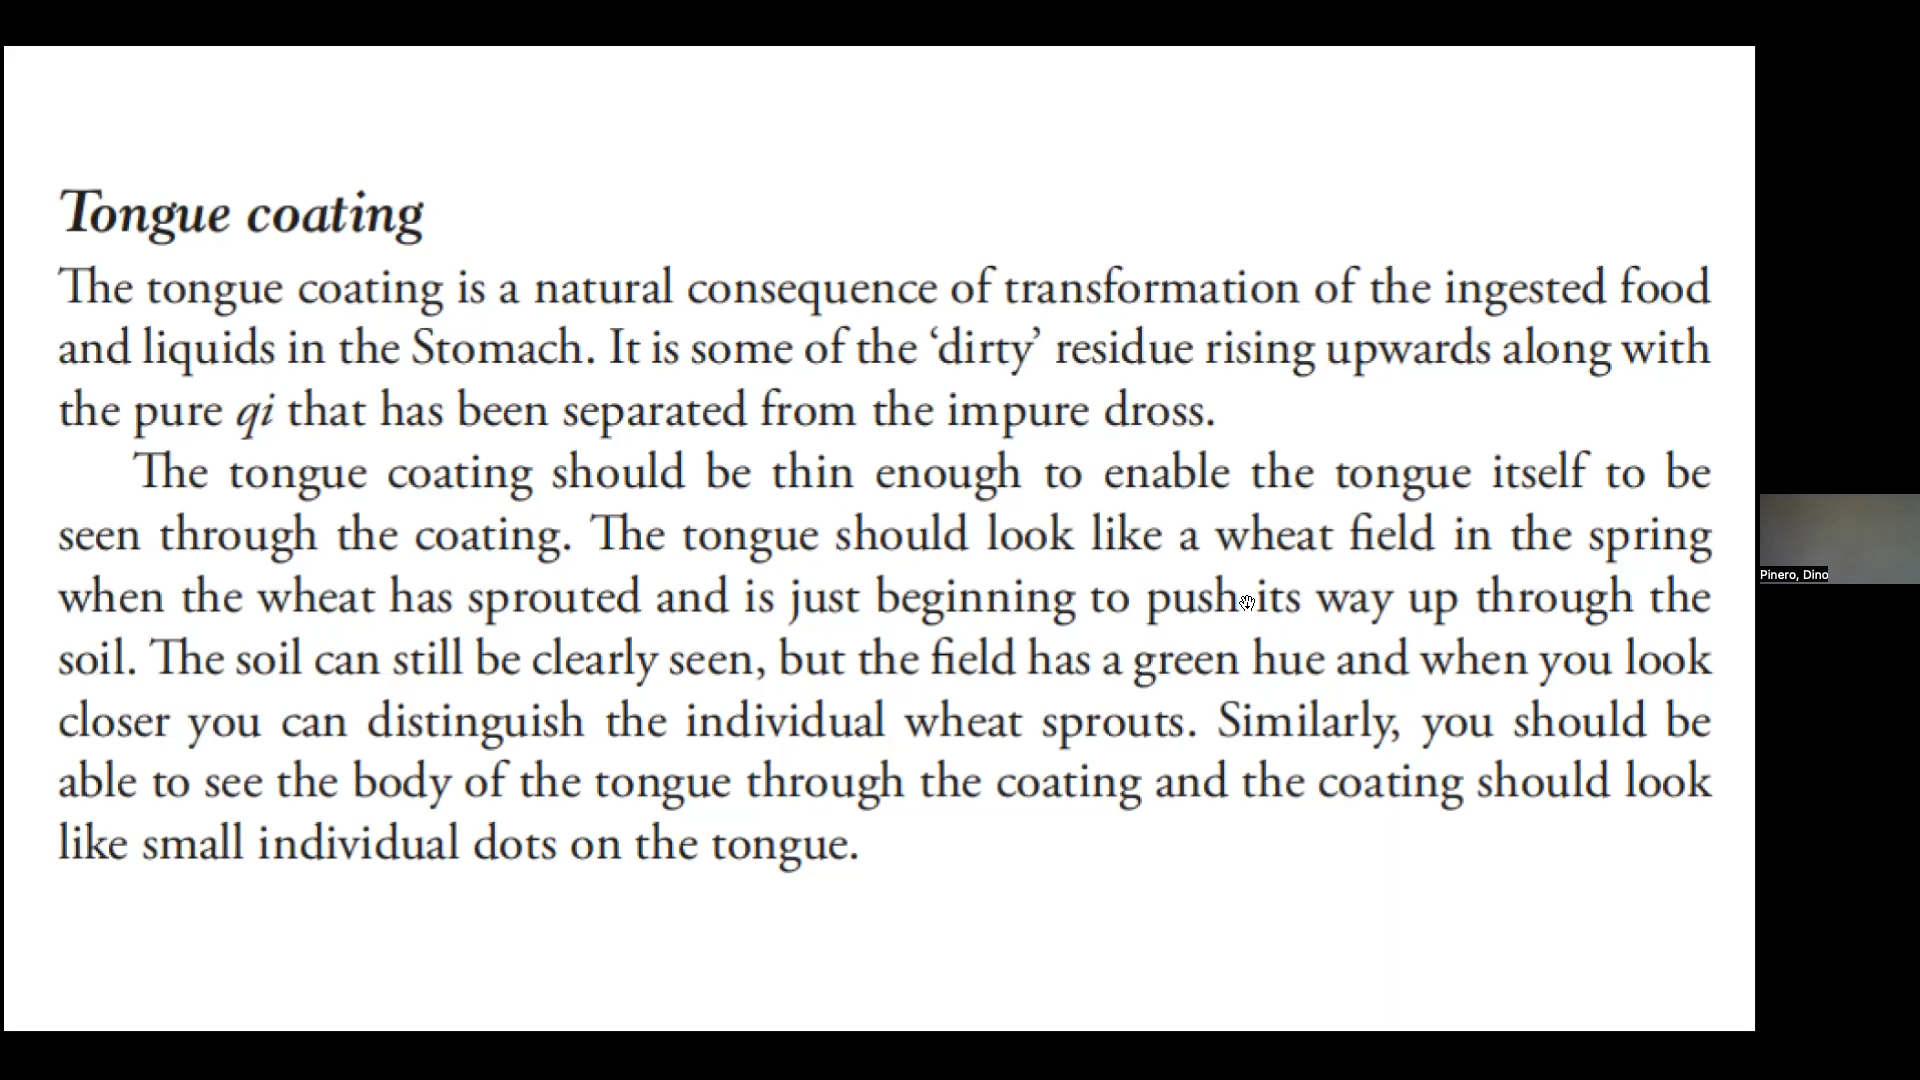 Tongue coating
The tongue coating is a natural consequence of transformation of the ingested food
and liquids in the Stomach. It is some of the ‘dirty’ residue rising upwards along with
the pure qi that has been separated from the impure dross.
The tongue coating should be thin enough to enable the tongue itself to be
seen through the coating. The tongue should look like a wheat field in the spring
when the wheat has sprouted and is just beginning to push its way up through the
soil. The soil can still be clearly seen, but the field has a green hue and when you look
closer you can distinguish the individual wheat sprouts. Similarly, you should be
able to see the body of the tongue through the coating and the coating should look
like small individual dots on the tongue.
Pinero, Dino